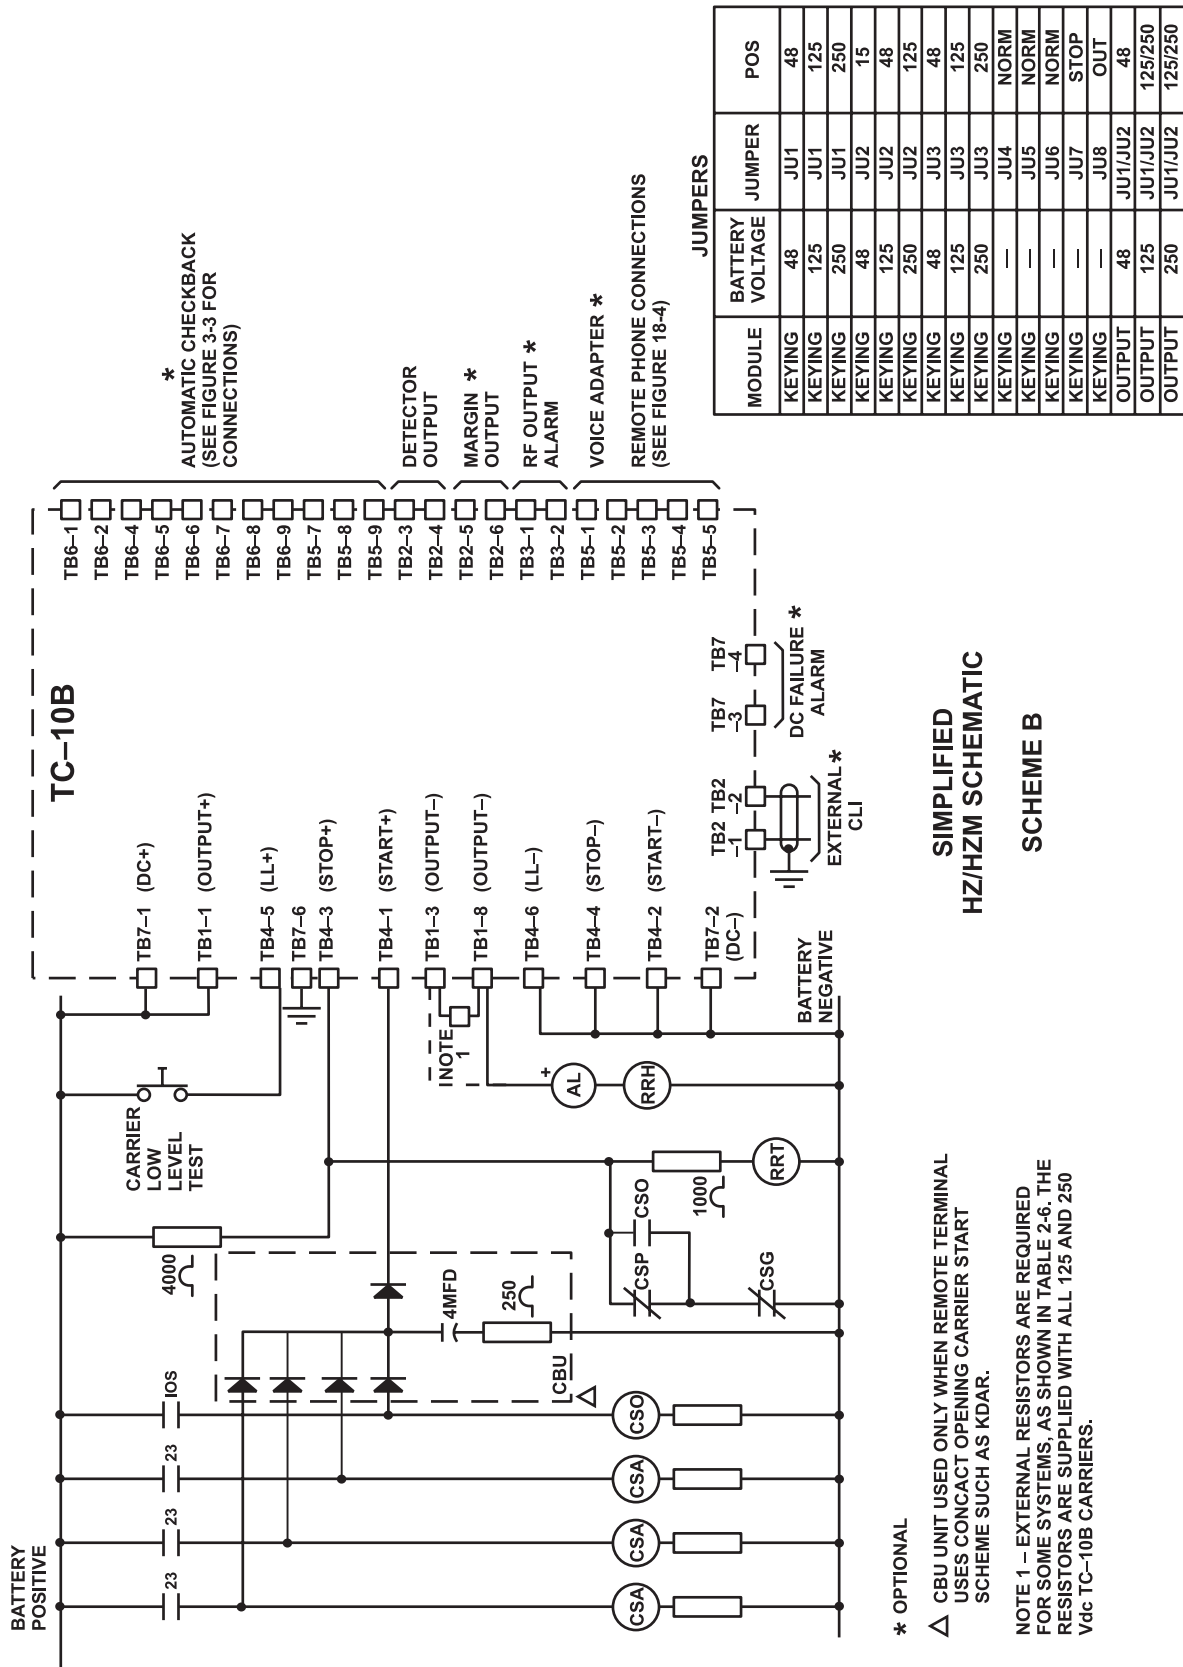 BATTERY
POSITIVE
23
23
23
IOS
CSA
CSA
CSA
CSO
CBU
4MFD
250
4000
CARRIER
LOW
LEVEL
TEST
CSP
CSO
CSG
1000
RRT
+
AL
RRH
NOTE
1
BATTERY
NEGATIVE
TC–10B
TB7–1 (DC+)
TB1–1 (OUTPUT+)
TB4–5 (LL+)
TB7–6
TB4–3 (STOP+)
TB4–1 (START+)
TB1–3 (OUTPUT–)
TB1–8 (OUTPUT–)
TB4–6 (LL–)
TB4–4 (STOP–)
TB4–2 (START–)
TB7–2
(DC–)
TB2
–1
TB2
–2
TB7
–3
TB7
–4
EXTERNAL*
CLI
DC FAILURE *
ALARM
TB6–1
TB6–2
TB6–4
TB6–5
TB6–6
TB6–7
TB6–8
TB6–9
TB5–7
TB5–8
TB5–9
TB2–3
TB2–4
TB2–5
TB2–6
TB3–1
TB3–2
TB5–1
TB5–2
TB5–3
TB5–4
TB5–5
*
AUTOMATIC CHECKBACK
(SEE FIGURE 3-3 FOR
CONNECTIONS)
DETECTOR
OUTPUT
MARGIN *
OUTPUT
RF OUTPUT *
ALARM
VOICE ADAPTER *
REMOTE PHONE CONNECTIONS
(SEE FIGURE 18-4)
* OPTIONAL
△ CBU UNIT USED ONLY WHEN REMOTE TERMINAL
USES CONCACT OPENING CARRIER START
SCHEME SUCH AS KDAR.
NOTE 1 – EXTERNAL RESISTORS ARE REQUIRED
FOR SOME SYSTEMS, AS SHOWN IN TABLE 2-6. THE
RESISTORS ARE SUPPLIED WITH ALL 125 AND 250
Vdc TC–10B CARRIERS.
SIMPLIFIED
HZ/HZM SCHEMATIC
SCHEME B
JUMPERS
MODULE BATTERY VOLTAGE JUMPER POS
KEYING 48 JU1 48
KEYING 125 JU1 125
KEYING 250 JU1 250
KEYING 48 JU2 15
KEYING 125 JU2 48
KEYING 250 JU2 125
KEYING 48 JU3 48
KEYING 125 JU3 125
KEYING 250 JU3 250
KEYING — JU4 NORM
KEYING — JU5 NORM
KEYING — JU6 NORM
KEYING — JU7 STOP
KEYING — JU8 OUT
OUTPUT 48 JU1/JU2 48
OUTPUT 125 JU1/JU2 125/250
OUTPUT 250 JU1/JU2 125/250